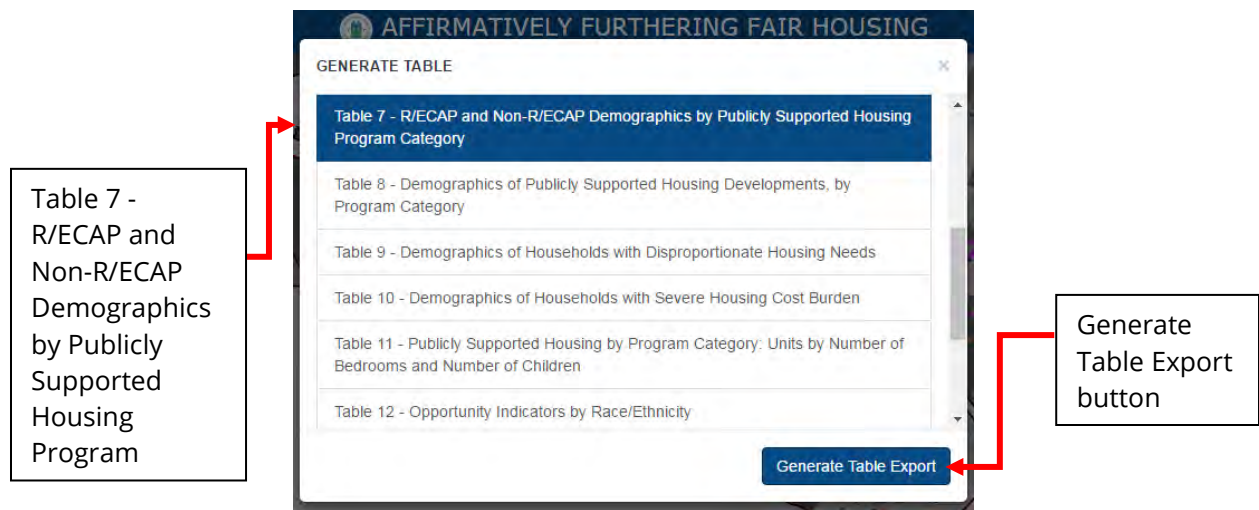 AFFIRMATIVELY FURTHERING FAIR HOUSING
GENERATE TABLE
×
Table 7 - R/ECAP and Non-R/ECAP Demographics by Publicly Supported Housing
Program Category
Table 8 - Demographics of Publicly Supported Housing Developments, by
Program Category
Table 9 - Demographics of Households with Disproportionate Housing Needs
Table 10 - Demographics of Households with Severe Housing Cost Burden
Table 11 - Publicly Supported Housing by Program Category: Units by Number of
Bedrooms and Number of Children
Table 12 - Opportunity Indicators by Race/Ethnicity
Generate Table Export
Table 7 -
R/ECAP and
Non-R/ECAP
Demographics
by Publicly
Supported
Housing
Program
Generate
Table Export
button